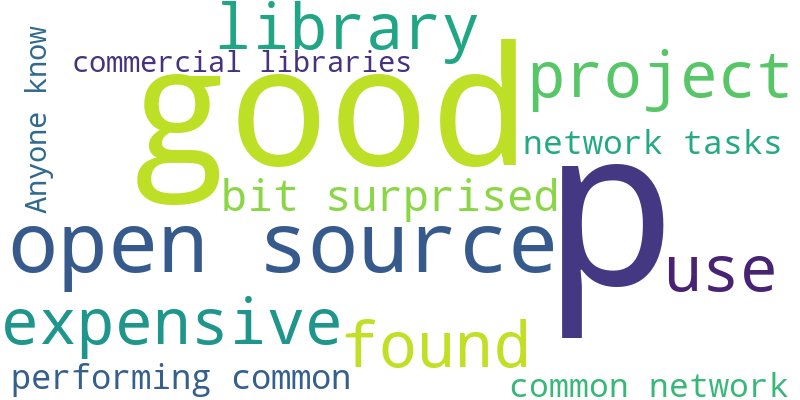 library
commercial libraries
Anyone know
good
project
network tasks
bit surprised
p
open source
use
expensive
found
performing common
common network